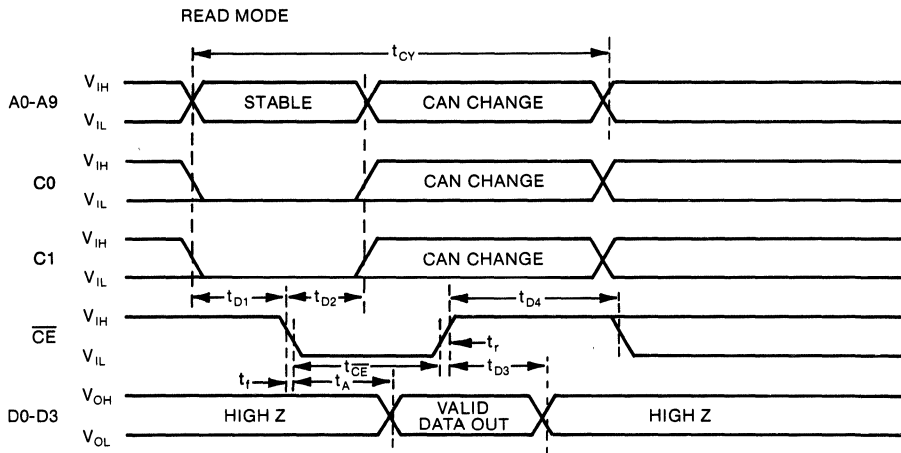 READ MODE
tCY
A0-A9 VIH VIL STABLE CAN CHANGE
C0 VIH VIL CAN CHANGE
C1 VIH VIL CAN CHANGE
tD1 tD2 tD4
CE VIH VIL tr
tCE tD3
tf tA
D0-D3 VOH VOL HIGH Z VALID DATA OUT HIGH Z